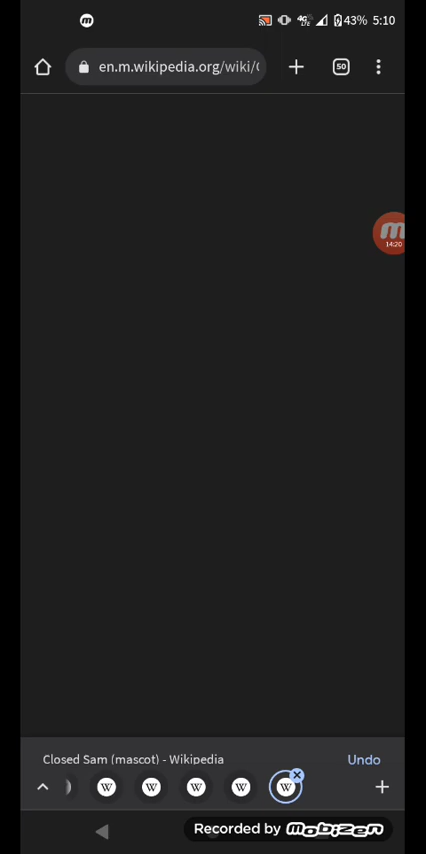 43% 5:10
en.m.wikipedia.org/wiki/
50
14:20
Closed Sam (mascot) - Wikipedia Undo
W W W W W
Recorded by mobizen